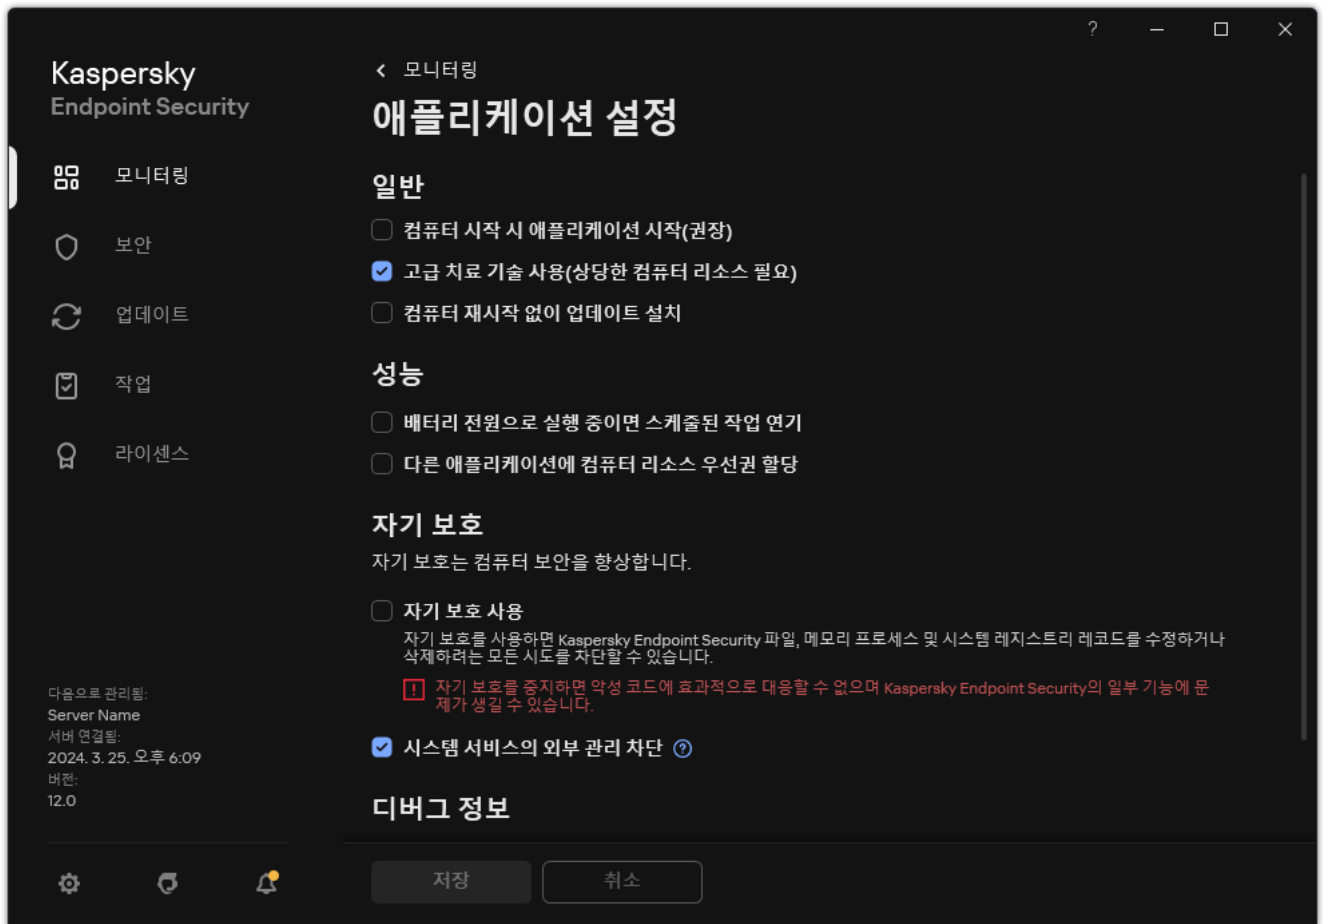 ?
Kaspersky
Endpoint Security
모니터링
보안
업데이트
작업
라이센스
다음으로 관리됨:
Server Name
서버 연결됨:
2024. 3. 25. 오후 6:09
버전:
12.0
모니터링
애플리케이션 설정
일반
컴퓨터 시작 시 애플리케이션 시작(권장)
고급 치료 기술 사용(상당한 컴퓨터 리소스 필요)
컴퓨터 재시작 없이 업데이트 설치
성능
배터리 전원으로 실행 중이면 스케줄된 작업 연기
다른 애플리케이션에 컴퓨터 리소스 우선권 할당
자기 보호
자기 보호는 컴퓨터 보안을 향상합니다.
자기 보호 사용
자기 보호를 사용하면 Kaspersky Endpoint Security 파일, 메모리 프로세스 및 시스템 레지스트리 레코드를 수정하거나
삭제하려는 모든 시도를 차단할 수 있습니다.
자기 보호를 중지하면 악성 코드에 효과적으로 대응할 수 없으며 Kaspersky Endpoint Security의 일부 기능에 문
제가 생길 수 있습니다.
시스템 서비스의 외부 관리 차단
디버그 정보
저장
취소